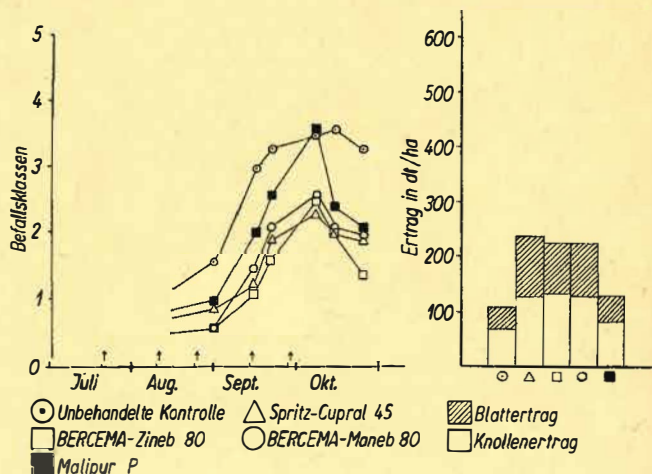 5
4
3
2
1
0
Befallsklassen
Juli Aug. Sept. Okt.
600
500
400
300
200
100
Ertrag in dt/ha
Unbehandelte Kontrolle
Spritz-Cupral 45
BERCEMA-Zineb 80
BERCEMA-Maneb 80
Malipur P
Blattertrag
Knollenertrag